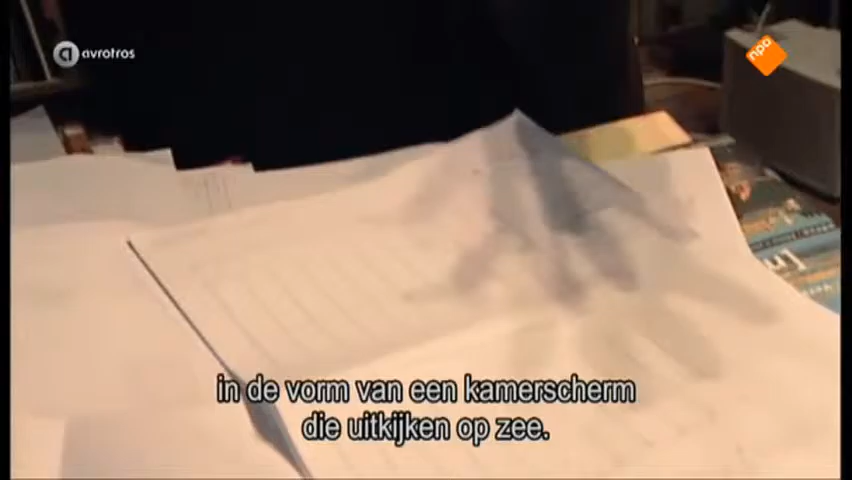 avrotros
npo
in de vorm van een kamerscherm
die uitkijken op zee.